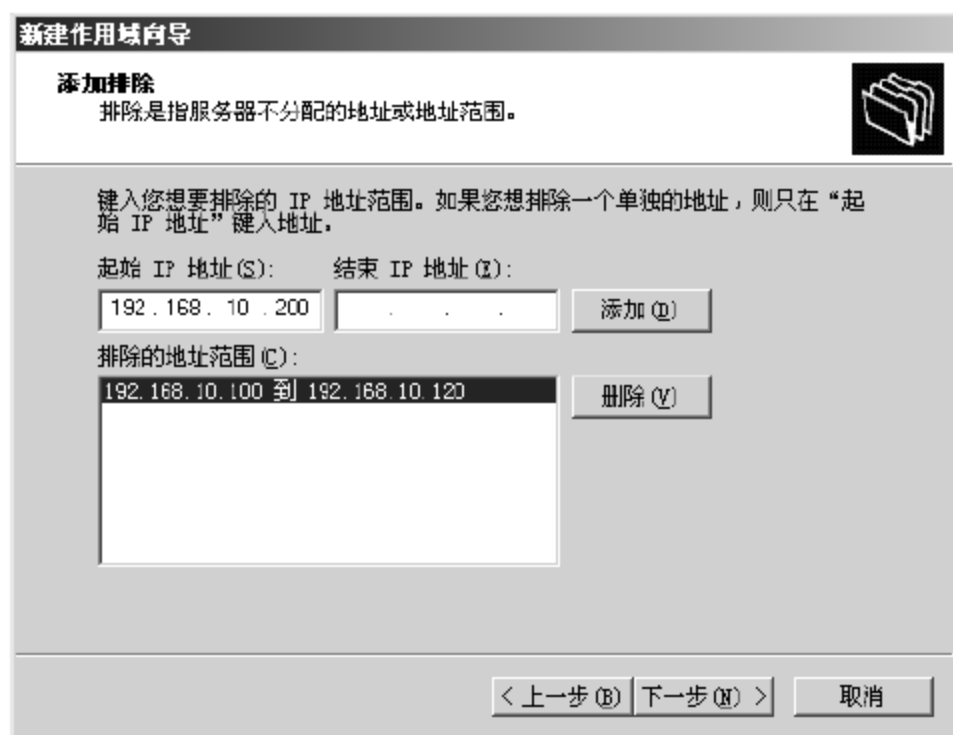 新建作用域向导
添加排除
排除是指服务器不分配的地址或地址范围。
键入您想要排除的 IP 地址范围。如果您想排除一个单独的地址，则只在“起
始 IP 地址”键入地址。
起始 IP 地址(S): 结束 IP 地址(E):
192.168. 10 .200 . . . 添加(D)
排除的地址范围(C):
192.168.10.100 到 192.168.10.120 删除(V)
< 上一步(B) 下一步(N) > 取消